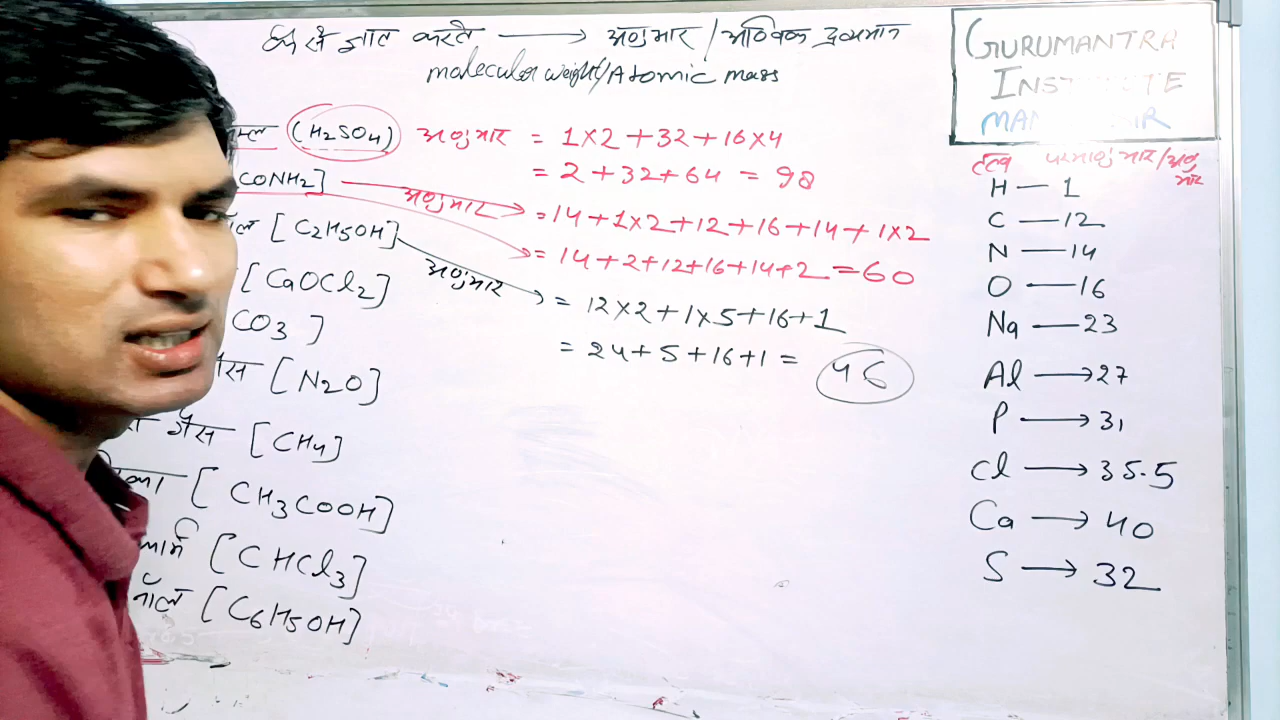 कैसे ज्ञात करते → अणुभार / आण्विक द्रव्यमान
molecular weight/Atomic mass
GURUMANTRA
INSTITUTE
अम्ल (H2SO4) अणुभार = 1×2+32+16×4
= 2+32+64 = 98
CONH2] अणुभार = 14+1×2+12+16+14+1×2
= 14+2+12+16+14+2 = 60
[C2H5OH] अणुभार = 12×2+1×5+16+1
= 24+5+16+1 = 46
[CaOCl2]
CO3]
गैस [N2O]
गैस [CH4]
[CH3COOH]
[CHCl3]
[C6H5OH]
तत्व परमाणु भार/अणु भार
H — 1
C — 12
N — 14
O — 16
Na — 23
Al → 27
P → 31
Cl → 35.5
Ca → 40
S → 32